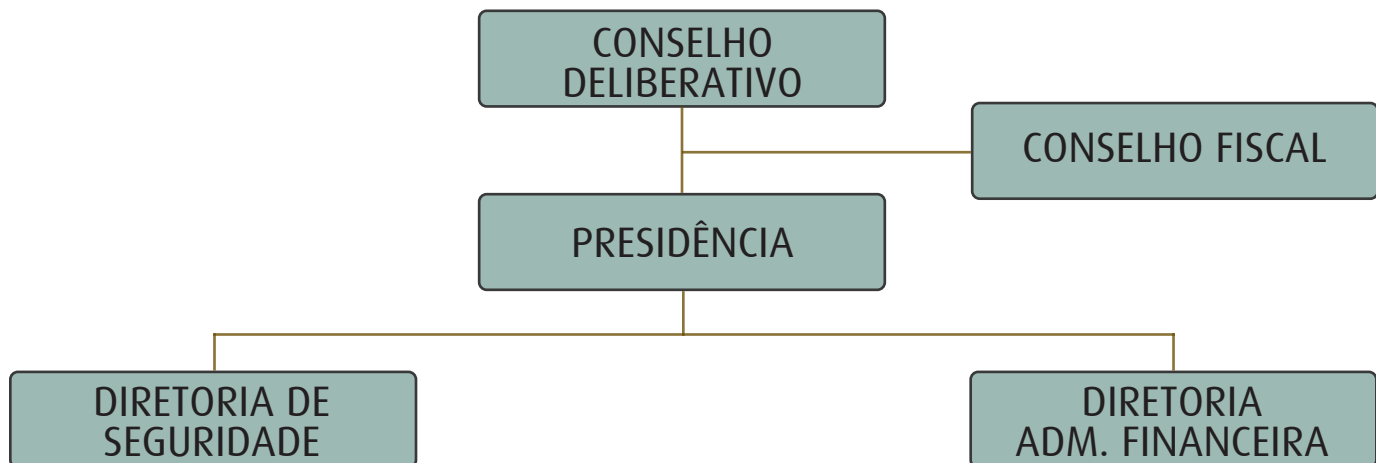 CONSELHO
DELIBERATIVO
CONSELHO FISCAL
PRESIDÊNCIA
DIRETORIA DE
SEGURIDADE
DIRETORIA
ADM. FINANCEIRA